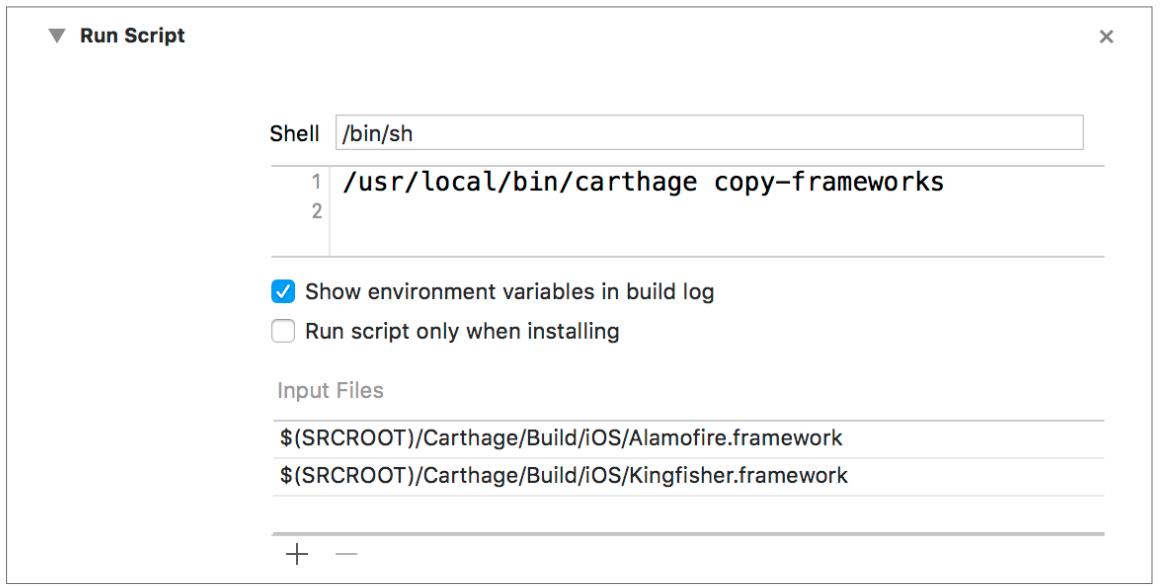 Run Script
Shell /bin/sh
1 /usr/local/bin/carthage copy-frameworks
2
Show environment variables in build log
Run script only when installing
Input Files
$(SRCROOT)/Carthage/Build/iOS/Alamofire.framework
$(SRCROOT)/Carthage/Build/iOS/Kingfisher.framework